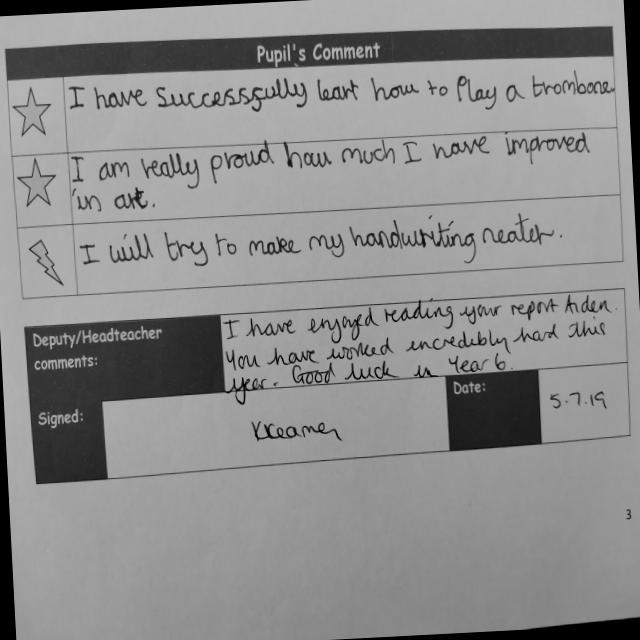 Pupil's Comment
I have successfully leart how to Play a trombone
I am really proud how much I have improved
in art.
I will try to make my handwriting neater.
Deputy/Headteacher
comments:
I have enjoyed reading your report Aiden.
You have worked incredibly hard this
year. Good luck in Year 6.
Signed:
Date:
5.7.19
3